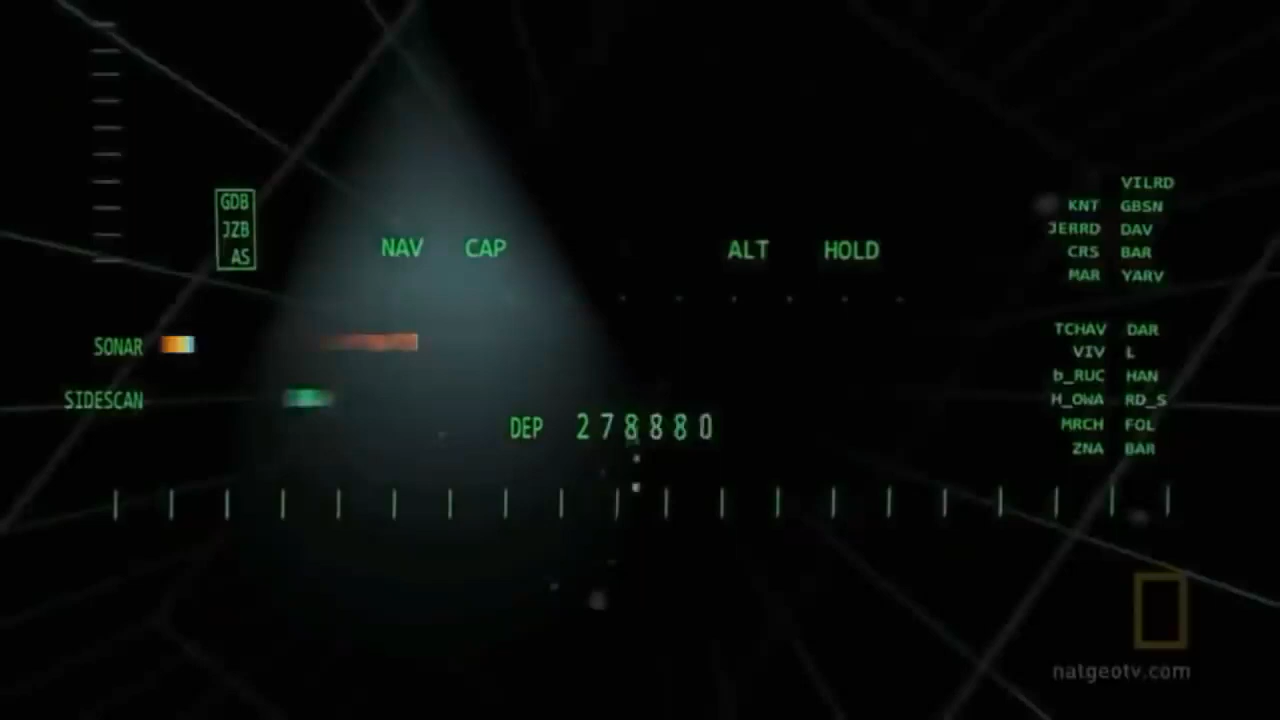 GDB
JZB
AS
NAV CAP
ALT HOLD
SONAR
SIDESCAN
DEP 278880
VILRD
KNT GBSN
JERRD DAV
CRS BAR
MAR YARV
TCHAV DAR
VIV L
b_RUC HAN
H_OWA RD_S
MRCH FOL
ZNA BAR
natgeotv.com